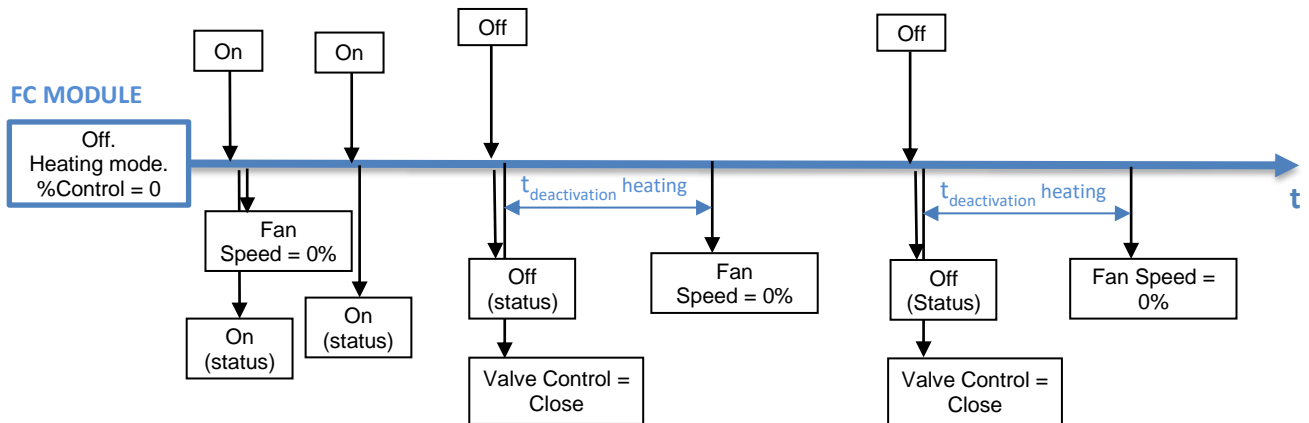 Off
Off
On
On
FC MODULE
Off.
Heating mode.
%Control = 0
t
tdeactivation heating
tdeactivation heating
Fan
Speed = 0%
Off
(status)
Fan
Speed = 0%
Off
(Status)
Fan Speed =
0%
On
(status)
On
(status)
Valve Control =
Close
Valve Control =
Close